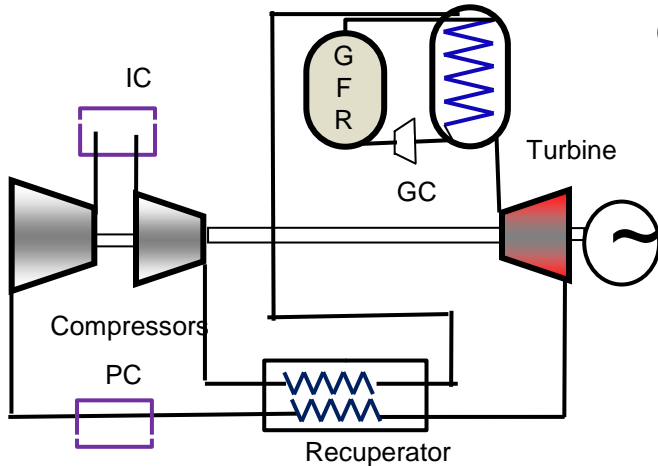 G
F
R
IC
Turbine
GC
~
Compressors
PC
Recuperator